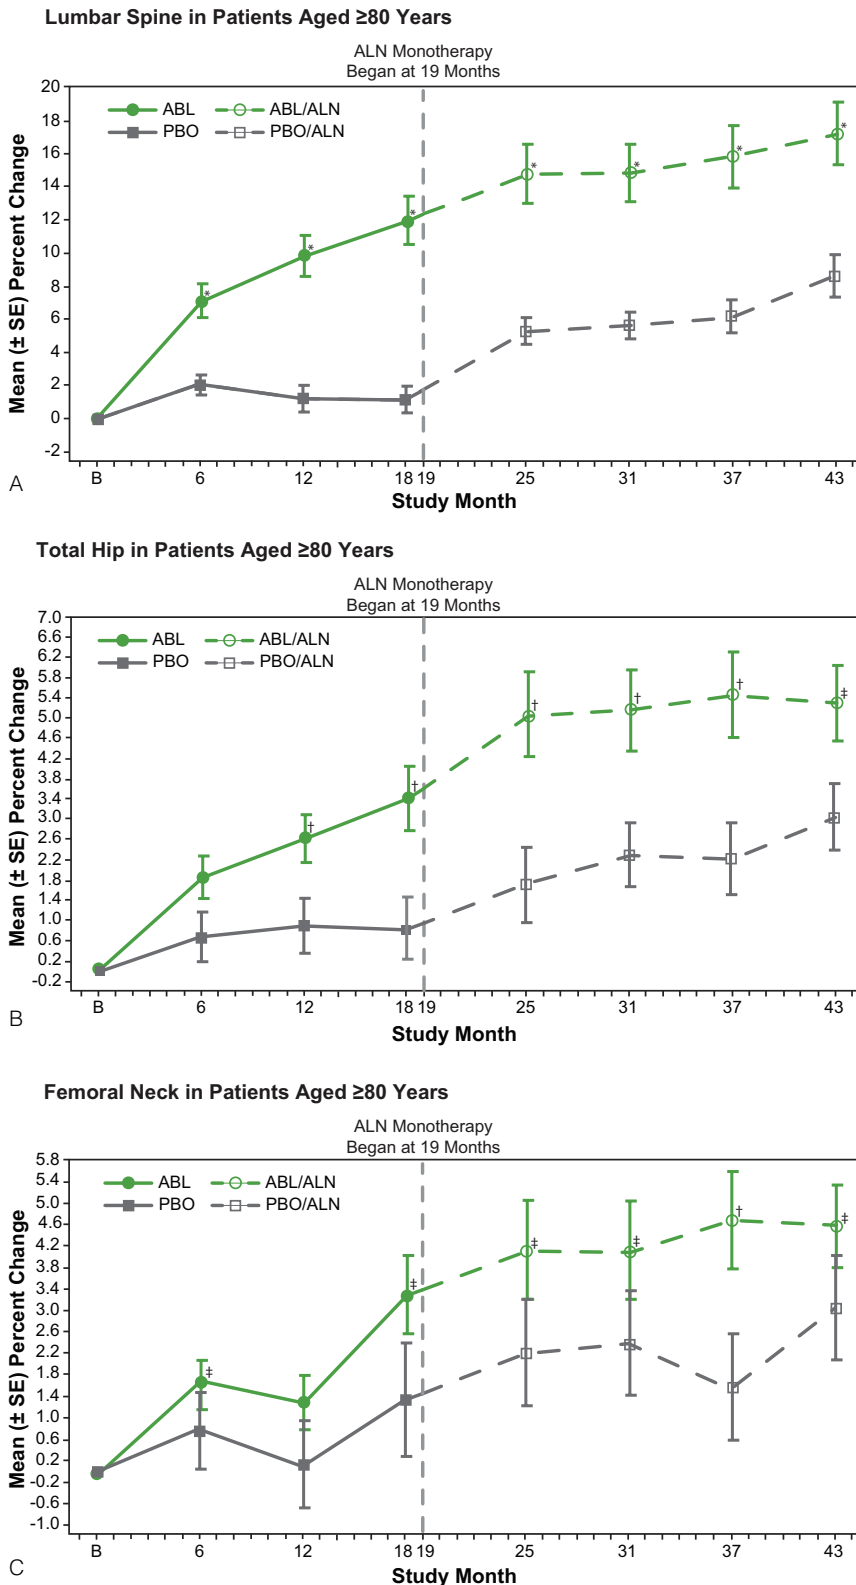 Lumbar Spine in Patients Aged ≥80 Years
ALN Monotherapy
Began at 19 Months
ABL
ABL/ALN
PBO
PBO/ALN
Mean (± SE) Percent Change
20
18
16
14
12
10
8
6
4
2
0
-2
* * * * * * *
B 6 12 18 19 25 31 37 43
Study Month
A
Total Hip in Patients Aged ≥80 Years
ALN Monotherapy
Began at 19 Months
ABL
ABL/ALN
PBO
PBO/ALN
Mean (± SE) Percent Change
7.0
6.6
6.2
5.8
5.4
5.0
4.6
4.2
3.8
3.4
3.0
2.6
2.2
1.8
1.4
1.0
0.6
0.2
-0.2
† † † † † ‡
B 6 12 18 19 25 31 37 43
Study Month
B
Femoral Neck in Patients Aged ≥80 Years
ALN Monotherapy
Began at 19 Months
ABL
ABL/ALN
PBO
PBO/ALN
Mean (± SE) Percent Change
5.8
5.4
5.0
4.6
4.2
3.8
3.4
3.0
2.6
2.2
1.8
1.4
1.0
0.6
0.2
-0.2
-0.6
-1.0
‡ ‡ ‡ ‡ † ‡
B 6 12 18 19 25 31 37 43
Study Month
C